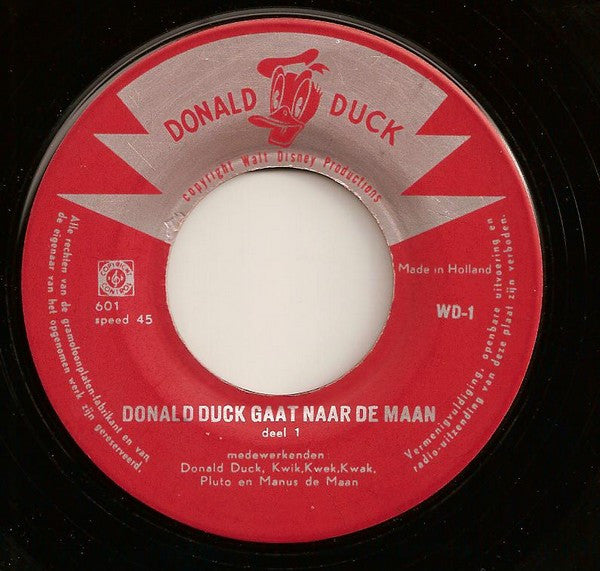 DONALD DUCK
copyright Walt Disney Productions
Made in Holland
601
speed 45
WD-1
DONALD DUCK GAAT NAAR DE MAAN
deel 1
medewerkenden
Donald Duck, Kwik,Kwek,Kwak,
Pluto en Manus de Maan
Alle rechten van de gramofoonplaten-fabrikant en van
de eigenaar van het opgenomen werk zijn gereserveerd.
Vermenigvuldiging, openbare uitvoering en
radio-uitzending van deze plaat zijn verboden.